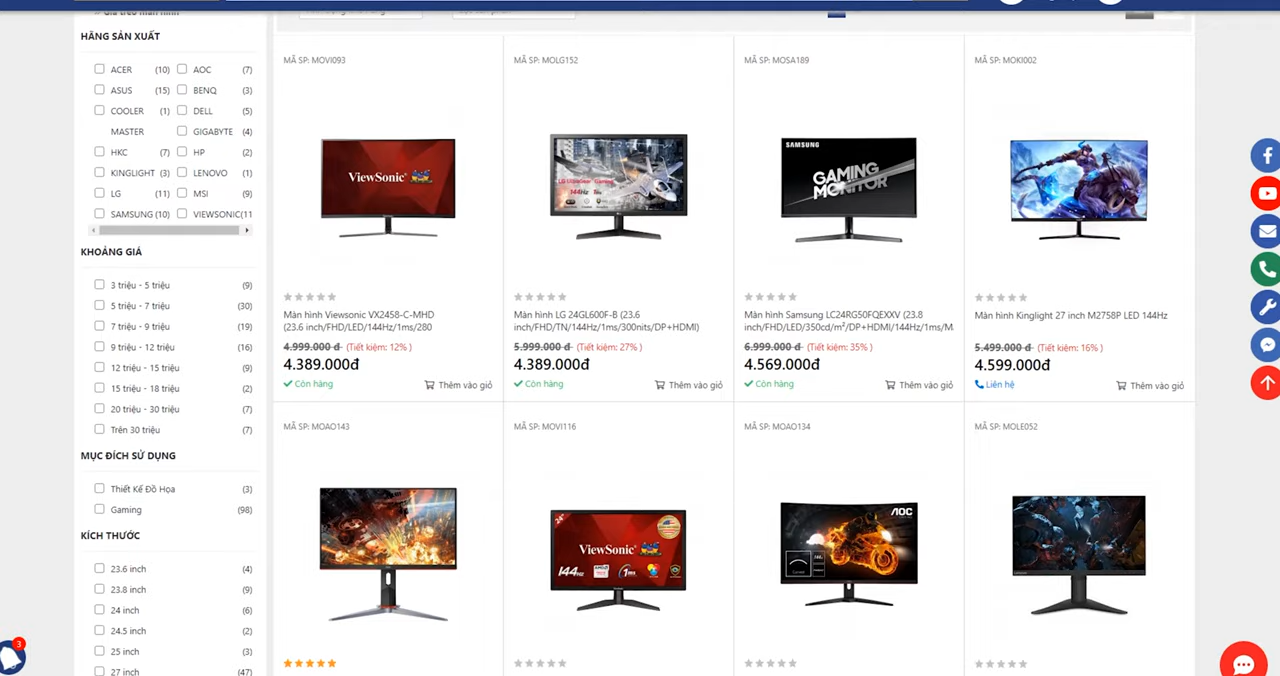 HÃNG SẢN XUẤT
ACER (10) AOC (7)
ASUS (15) BENQ (3)
COOLER (1) DELL (5)
MASTER GIGABYTE (4)
HKC (7) HP (2)
KINGLIGHT (3) LENOVO (1)
LG (11) MSI (9)
SAMSUNG (10) VIEWSONIC(11
KHOẢNG GIÁ
3 triệu - 5 triệu (9)
5 triệu - 7 triệu (30)
7 triệu - 9 triệu (19)
9 triệu - 12 triệu (16)
12 triệu - 15 triệu (9)
15 triệu - 18 triệu (2)
20 triệu - 30 triệu (7)
Trên 30 triệu (7)
MỤC ĐÍCH SỬ DỤNG
Thiết Kế Đồ Họa (3)
Gaming (98)
KÍCH THƯỚC
23.6 inch (4)
23.8 inch (9)
24 inch (6)
24.5 inch (2)
25 inch (3)
27 inch (47)
3
MÃ SP: MOVI093
ViewSonic
Màn hình Viewsonic VX2458-C-MHD
(23.6 inch/FHD/LED/144Hz/1ms/280
4.999.000 đ (Tiết kiệm: 12% )
4.389.000đ
Còn hàng Thêm vào giỏ
MÃ SP: MOLG152
144Hz
Màn hình LG 24GL600F-B (23.6
inch/FHD/TN/144Hz/1ms/300nits/DP+HDMI)
5.999.000 đ (Tiết kiệm: 27% )
4.389.000đ
Còn hàng Thêm vào giỏ
MÃ SP: MOSA189
SAMSUNG
GAMING
MONITOR
Màn hình Samsung LC24RG50FQEXXV (23.8
inch/FHD/LED/350cd/m²/DP+HDMI/144Hz/1ms/M
6.999.000 đ (Tiết kiệm: 35% )
4.569.000đ
Còn hàng Thêm vào giỏ
MÃ SP: MOKI002
Màn hình Kinglight 27 inch M2758P LED 144Hz
5.499.000 đ (Tiết kiệm: 16% )
4.599.000đ
Liên hệ Thêm vào giỏ
MÃ SP: MOAO143
MÃ SP: MOVI116
24"
ViewSonic
144Hz
1ms
MÃ SP: MOAO134
AOC
MÃ SP: MOLE052